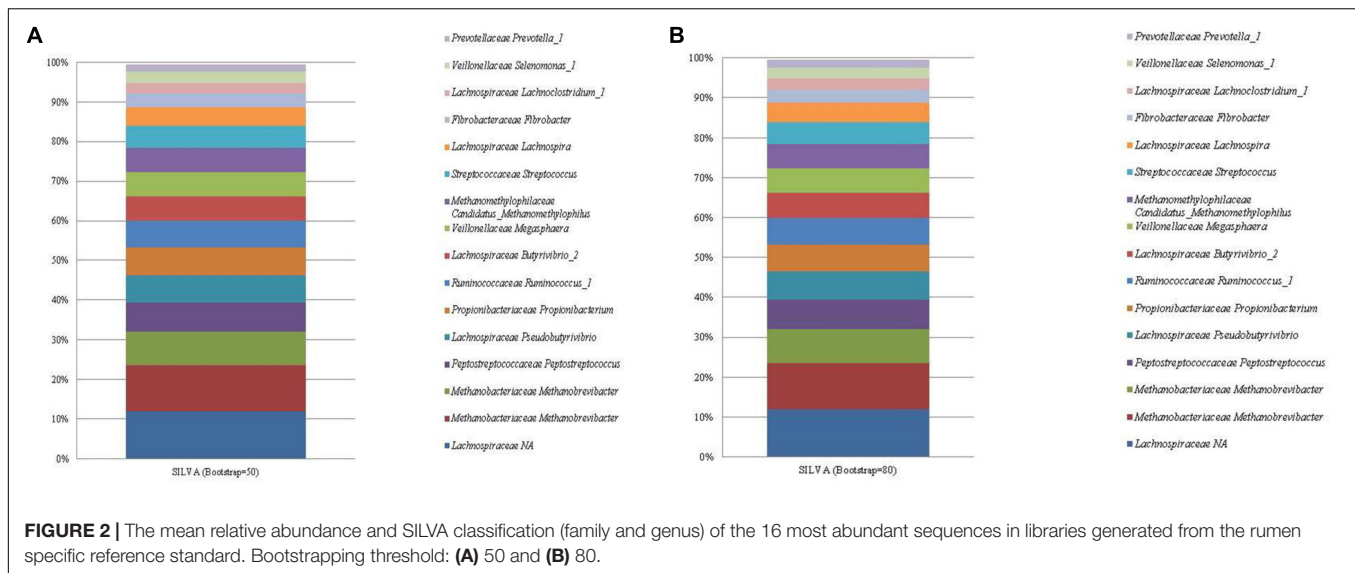 A
100%
90%
80%
70%
60%
50%
40%
30%
20%
10%
0%
SILVA (Bootstrap=50)
Prevotellaceae Prevotella_1
Veillonellaceae Selenomonas_1
Lachnospiraceae Lachnoclostridium_1
Fibrobacteraceae Fibrobacter
Lachnospiraceae Lachnospira
Streptococcaceae Streptococcus
Methanomethylophilaceae
Candidatus_Methanomethylophilus
Veillonellaceae Megasphaera
Lachnospiraceae Butyrivibrio_2
Ruminococcaceae Ruminococcus_1
Propionibacteriaceae Propionibacterium
Lachnospiraceae Pseudobutyrivibrio
Peptostreptococcaceae Peptostreptococcus
Methanobacteriaceae Methanobrevibacter
Methanobacteriaceae Methanobrevibacter
Lachnospiraceae NA
B
100%
90%
80%
70%
60%
50%
40%
30%
20%
10%
0%
SILVA (Bootstrap=80)
Prevotellaceae Prevotella_1
Veillonellaceae Selenomonas_1
Lachnospiraceae Lachnoclostridium_1
Fibrobacteraceae Fibrobacter
Lachnospiraceae Lachnospira
Streptococcaceae Streptococcus
Methanomethylophilaceae
Candidatus_Methanomethylophilus
Veillonellaceae Megasphaera
Lachnospiraceae Butyrivibrio_2
Ruminococcaceae Ruminococcus_1
Propionibacteriaceae Propionibacterium
Lachnospiraceae Pseudobutyrivibrio
Peptostreptococcaceae Peptostreptococcus
Methanobacteriaceae Methanobrevibacter
Methanobacteriaceae Methanobrevibacter
Lachnospiraceae NA
FIGURE 2 | The mean relative abundance and SILVA classification (family and genus) of the 16 most abundant sequences in libraries generated from the rumen
specific reference standard. Bootstrapping threshold: (A) 50 and (B) 80.